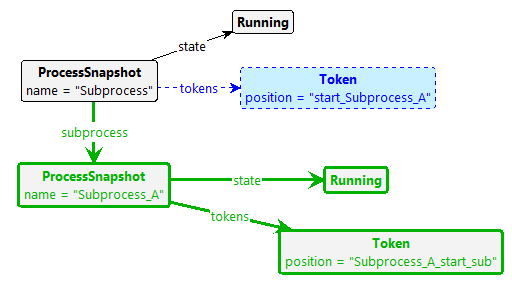 Running
state
ProcessSnapshot
name = "Subprocess"
tokens
Token
position = "start_Subprocess_A"
subprocess
ProcessSnapshot
name = "Subprocess_A"
state
Running
tokens
Token
position = "Subprocess_A_start_sub"